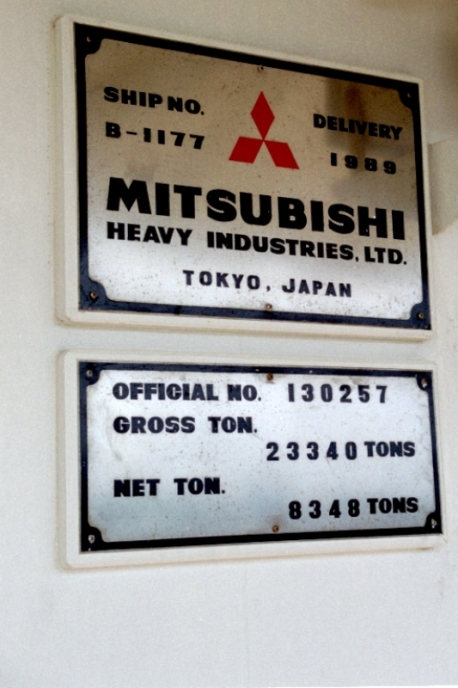 SHIP NO.
B-1177
DELIVERY
1989
MITSUBISHI
HEAVY INDUSTRIES, LTD.
TOKYO, JAPAN
OFFICIAL NO. 130257
GROSS TON.
23340 TONS
NET TON.
8348 TONS